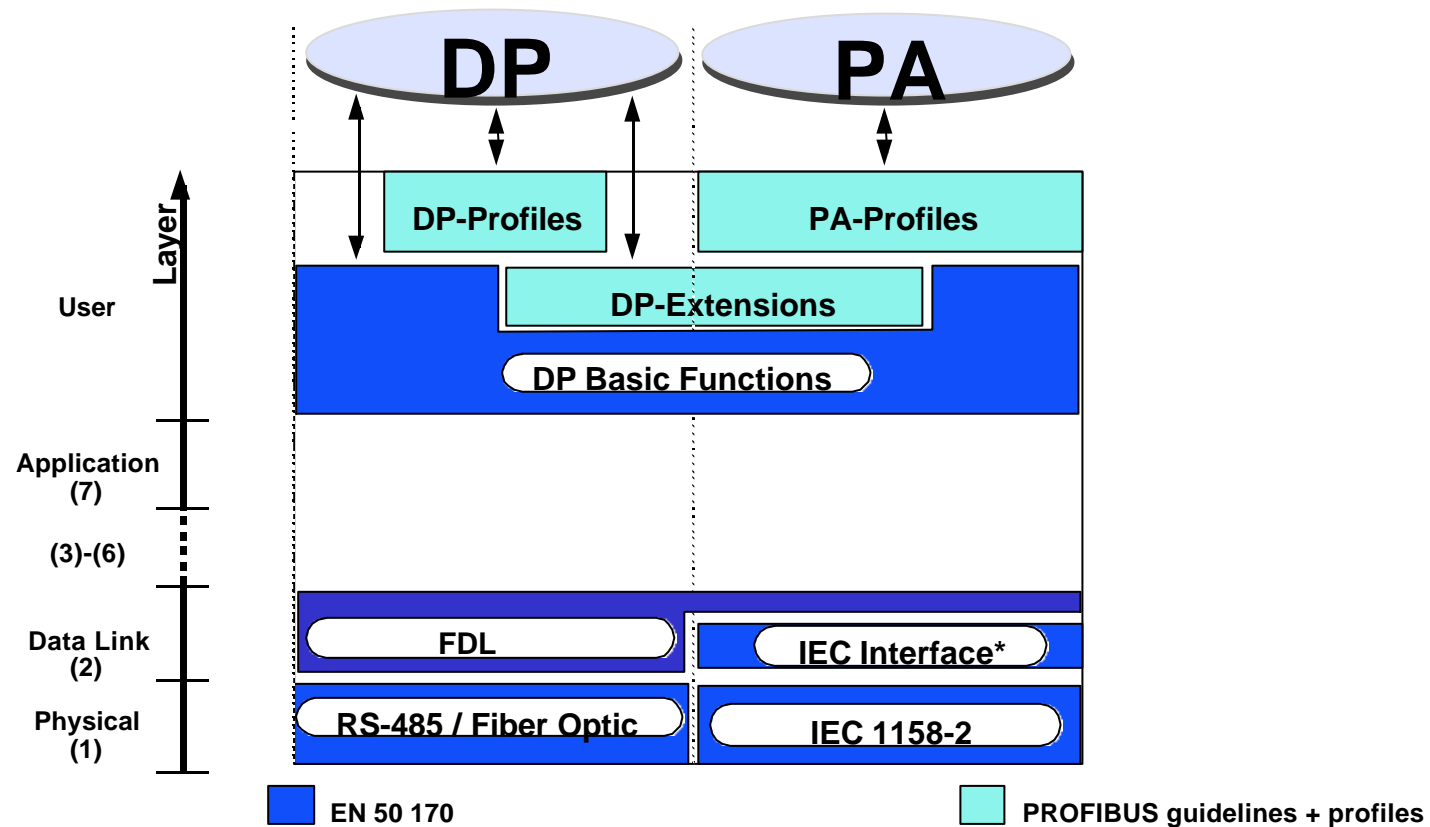 DP
PA
Layer
DP-Profiles
PA-Profiles
User
DP-Extensions
DP Basic Functions
Application
(7)
(3)-(6)
Data Link
(2)
FDL
IEC Interface*
Physical
(1)
RS-485 / Fiber Optic
IEC 1158-2
EN 50 170
PROFIBUS guidelines + profiles